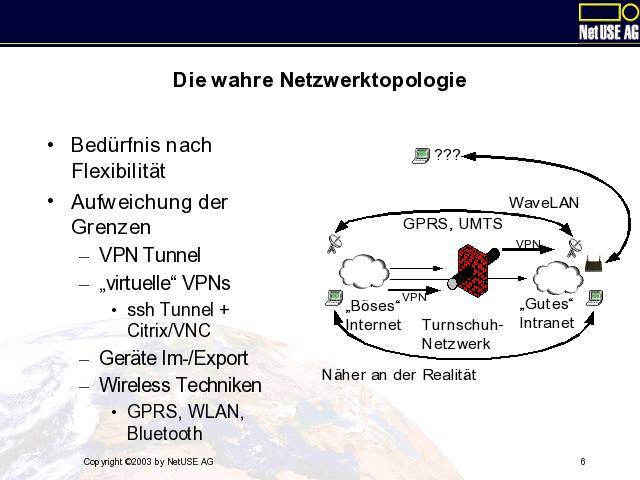 NetUSE AG
Die wahre Netzwerktopologie
• Bedürfnis nach
Flexibilität
• Aufweichung der
Grenzen
– VPN Tunnel
– „virtuelle“ VPNs
• ssh Tunnel +
Citrix/VNC
– Geräte Im-/Export
– Wireless Techniken
• GPRS, WLAN,
Bluetooth
???
WaveLAN
GPRS, UMTS
VPN
VPN
„Böses“
Internet
Turnschuh-
Netzwerk
„Gutes“
Intranet
Näher an der Realität
Copyright ©2003 by NetUSE AG
6